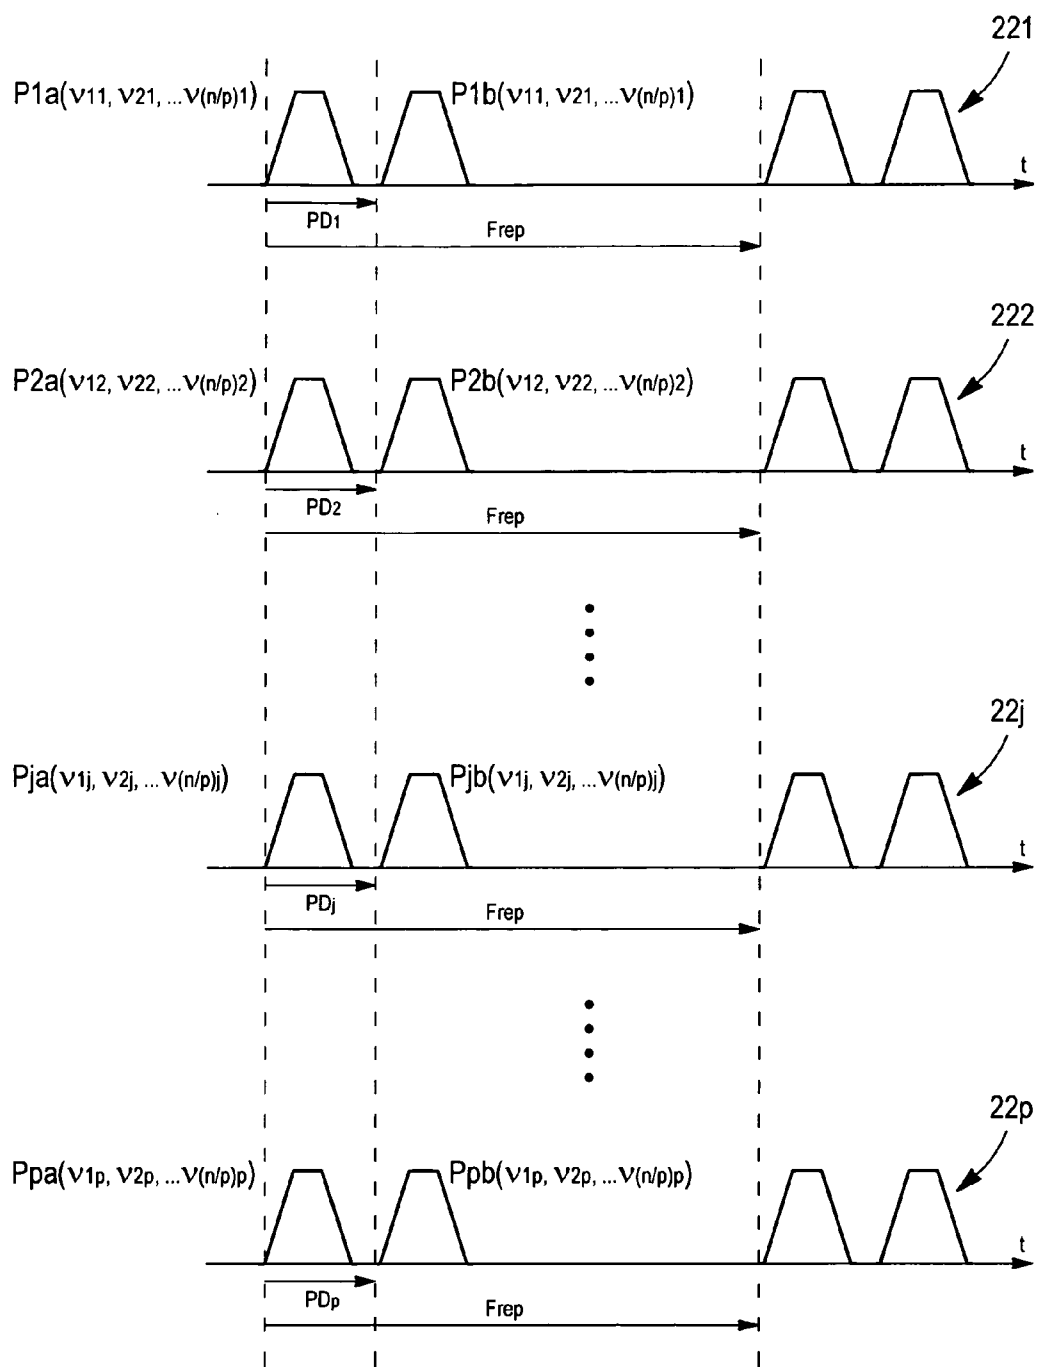 221
P1a(ν11, ν21, ...ν(n/p)1) P1b(ν11, ν21, ...ν(n/p)1)
t
PD1
Frep
222
P2a(ν12, ν22, ...ν(n/p)2) P2b(ν12, ν22, ...ν(n/p)2)
t
PD2
Frep
22j
Pja(ν1j, ν2j, ...ν(n/p)j) Pjb(ν1j, ν2j, ...ν(n/p)j)
t
PDj
Frep
22p
Ppa(ν1p, ν2p, ...ν(n/p)p) Ppb(ν1p, ν2p, ...ν(n/p)p)
t
PDp
Frep